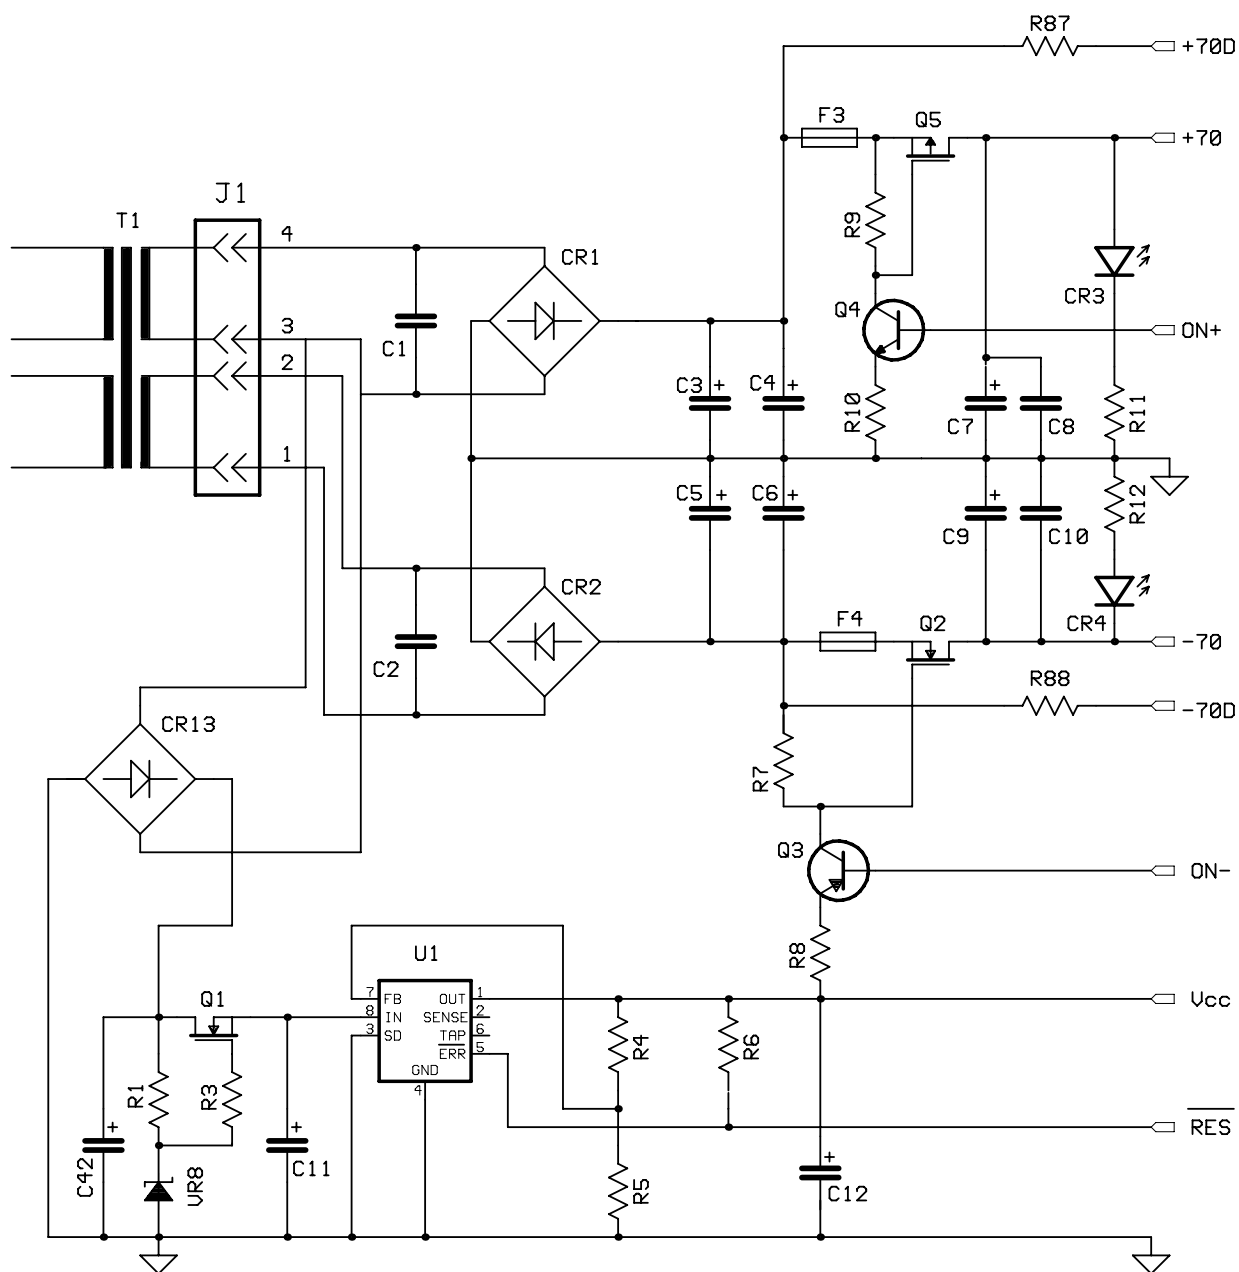 R87
+70D
F3
Q5
+70
J1
T1
4
CR1
R9
CR3
Q4
3
C1
ON+
2
C3 +
C4 +
R10
+
C7
C8
R11
1
C5 +
C6 +
+
C9
C10
R12
CR2
F4
Q2
CR4
-70
C2
R88
-70D
CR13
R7
Q3
ON-
U1
R8
7 FB OUT 1
Vcc
Q1
8 IN SENSE 2
3 SD TAP 6
ERR 5
GND
4
R4
R6
R1
R3
+
C42
+
C11
RES
VR8
R5
+
C12